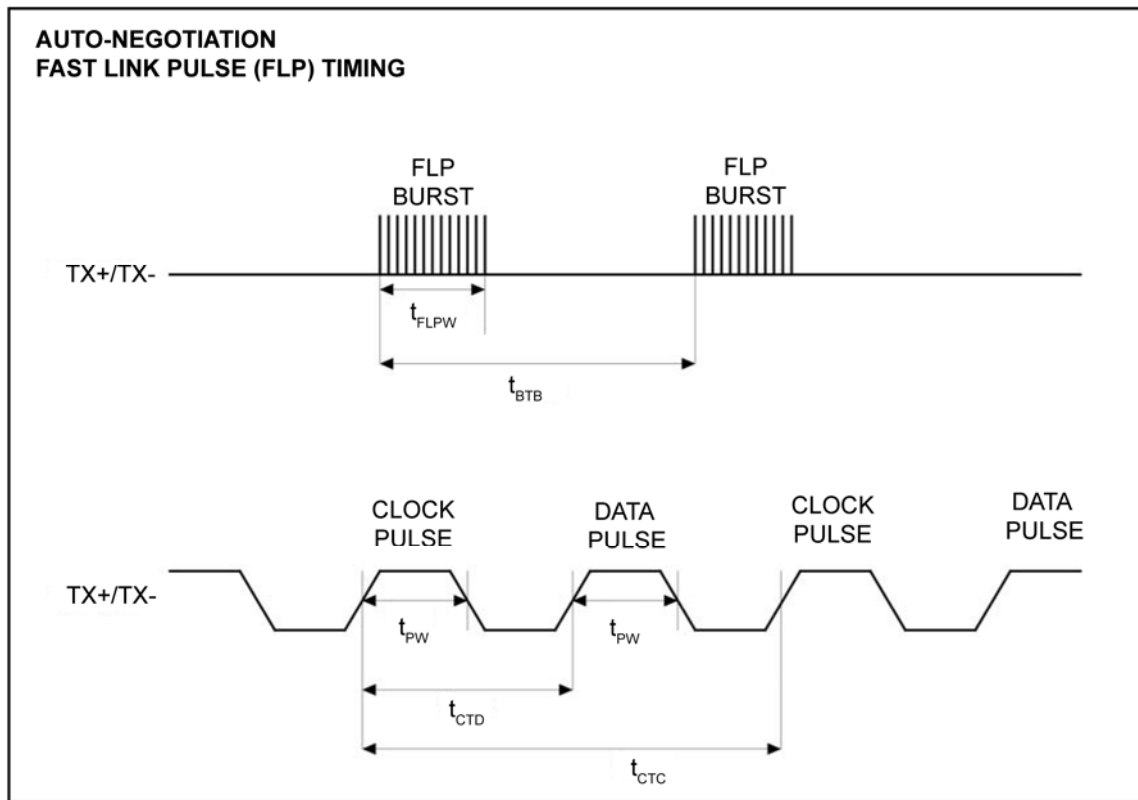 AUTO-NEGOTIATION
FAST LINK PULSE (FLP) TIMING
FLP
BURST
FLP
BURST
TX+/TX-
tFLPW
tBTB
CLOCK
PULSE
DATA
PULSE
CLOCK
PULSE
DATA
PULSE
TX+/TX-
tPW
tPW
tCTD
tCTC